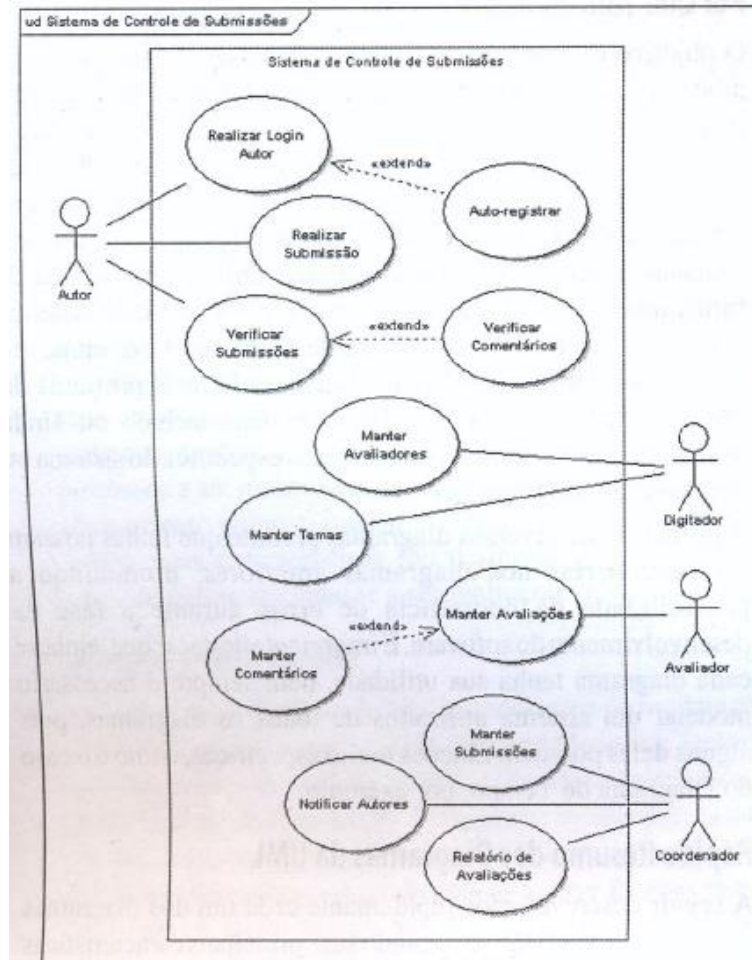 ud Sistema de Controle de Submissões
Sistema de Controle de Submissões
Realizar Login
Autor
«extend»
Auto-registrar
Realizar
Submissão
Autor
Verificar
Submissões
«extend»
Verificar
Comentários
Manter
Avaliadores
Digitador
Manter Temas
«extend»
Manter Avaliações
Manter
Comentários
Avaliador
Manter
Submissões
Notificar Autores
Relatório de
Avaliações
Coordenador